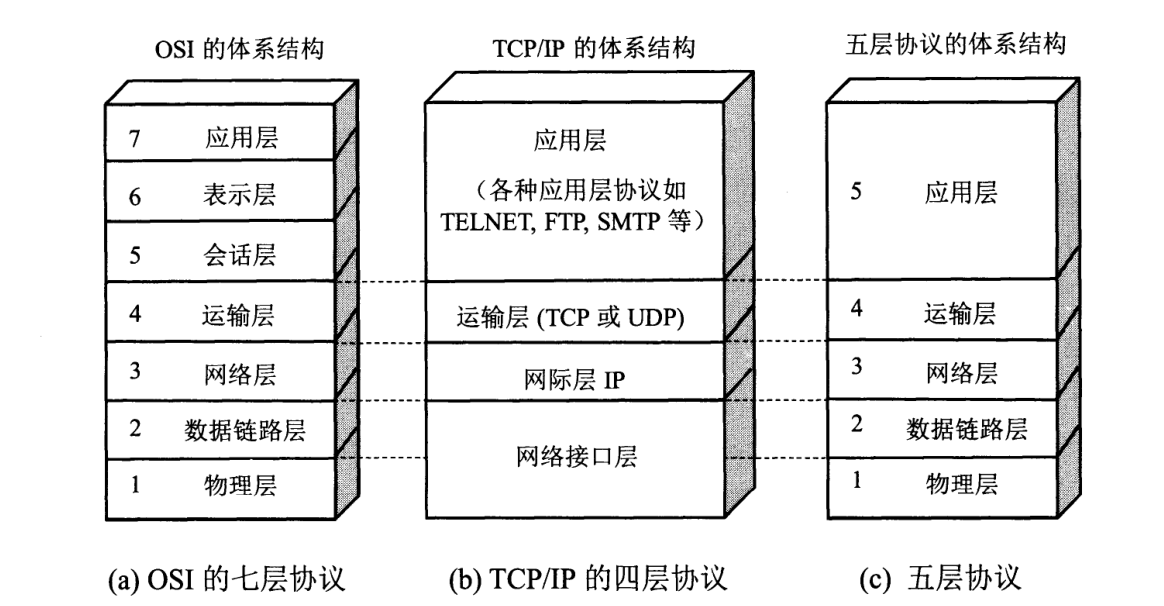 OSI 的体系结构
7 应用层
6 表示层
5 会话层
4 运输层
3 网络层
2 数据链路层
1 物理层
(a) OSI 的七层协议
TCP/IP 的体系结构
应用层
（各种应用层协议如
TELNET, FTP, SMTP 等）
运输层 (TCP 或 UDP)
网际层 IP
网络接口层
(b) TCP/IP 的四层协议
五层协议的体系结构
5 应用层
4 运输层
3 网络层
2 数据链路层
1 物理层
(c) 五层协议